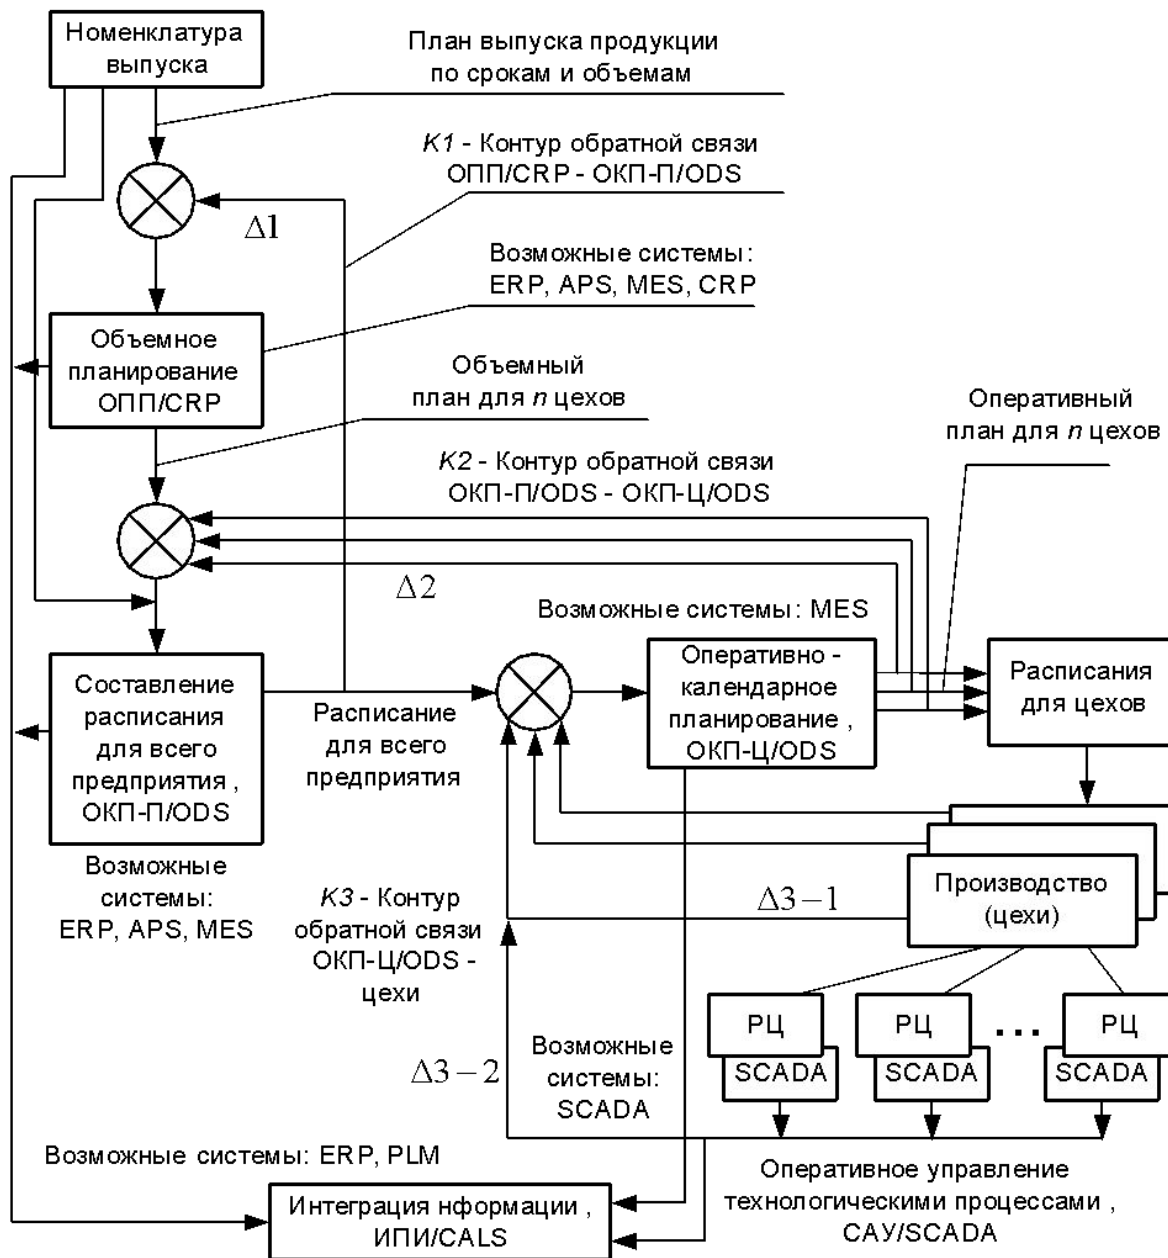 Номенклатура
выпуска
План выпуска продукции
по срокам и объемам
К1 - Контур обратной связи
ОПП/CRP - ОКП-П/ODS
Δ1
Возможные системы:
ERP, APS, MES, CRP
Объемное
планирование
ОПП/CRP
Объемный
план для n цехов
Оперативный
план для n цехов
К2 - Контур обратной связи
ОКП-П/ODS - ОКП-Ц/ODS
Δ2
Возможные системы: MES
Составление
расписания
для всего
предприятия ,
ОКП-П/ODS
Расписание
для всего
предприятия
Оперативно -
календарное
планирование ,
ОКП-Ц/ODS
Расписания
для цехов
Возможные
системы:
ERP, APS, MES
К3 - Контур
обратной связи
ОКП-Ц/ODS -
цехи
Δ3-1
Производство
(цехи)
Δ3-2
РЦ
РЦ
...
РЦ
SCADA
SCADA
SCADA
Возможные
системы:
SCADA
Возможные системы: ERP, PLM
Интеграция нформации ,
ИПИ/CALS
Оперативное управление
технологическими процессами ,
САУ/SCADA